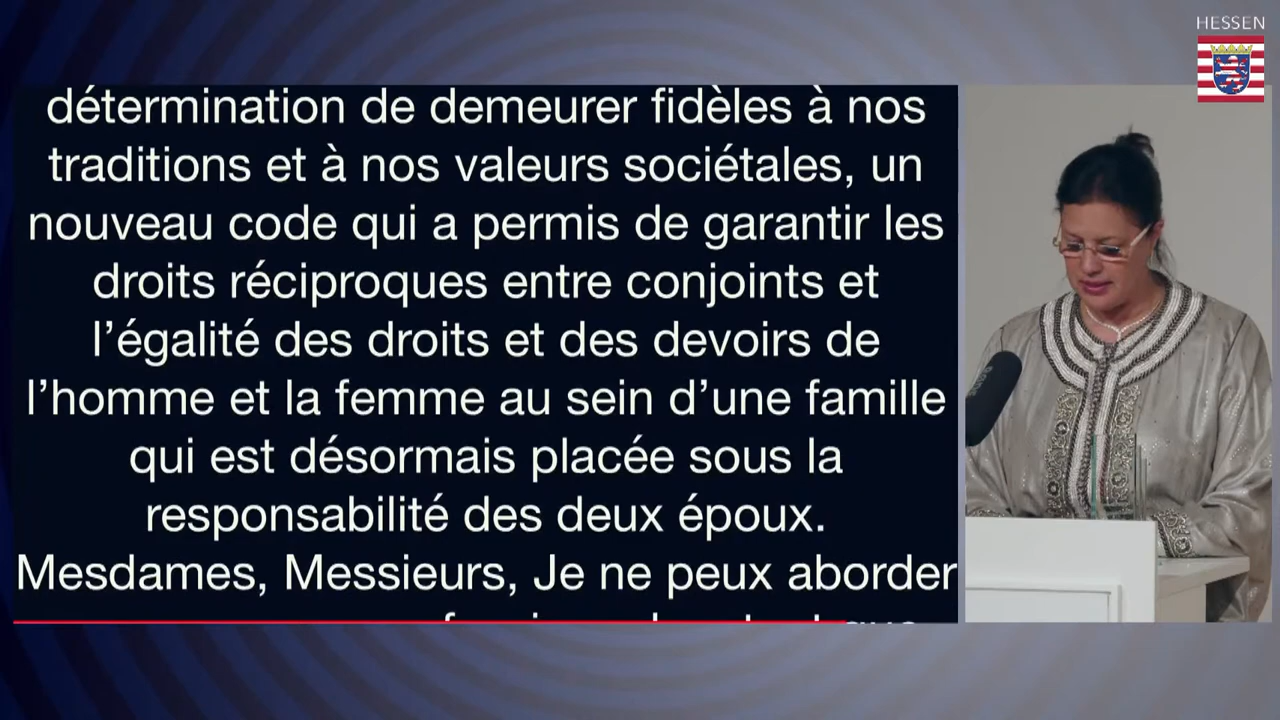 HESSEN
détermination de demeurer fidèles à nos
traditions et à nos valeurs sociétales, un
nouveau code qui a permis de garantir les
droits réciproques entre conjoints et
l’égalité des droits et des devoirs de
l’homme et la femme au sein d’une famille
qui est désormais placée sous la
responsabilité des deux époux.
Mesdames, Messieurs, Je ne peux aborder